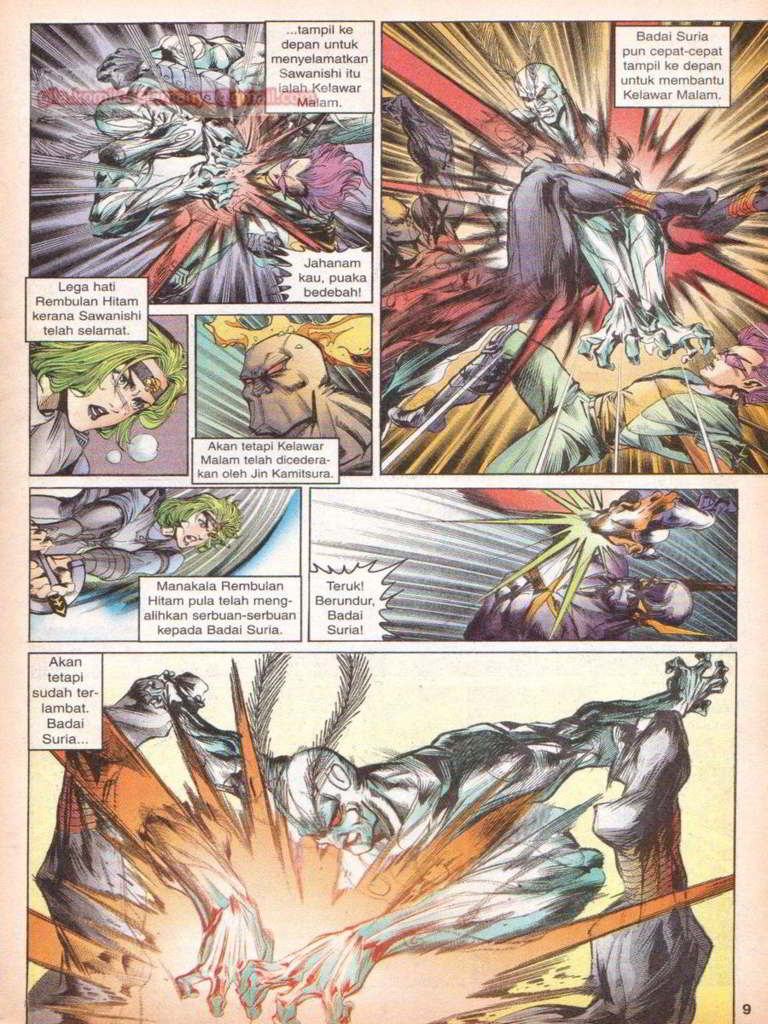 ...tampil ke
depan untuk
menyelamatkan
Sawanishi itu
ialah Kelawar
Malam.
Jahanam
kau, puaka
bedebah!
Badai Suria
pun cepat-cepat
tampil ke depan
untuk membantu
Kelawar Malam.
Lega hati
Rembulan Hitam
kerana Sawanishi
telah selamat.
Akan tetapi Kelawar
Malam telah dicedera-
kan oleh Jin Kamitsura.
Manakala Rembulan
Hitam pula telah meng-
alihkan serbuan-serbuan
kepada Badai Suria.
Teruk!
Berundur,
Badai
Suria!
Akan
tetapi
sudah ter-
lambat.
Badai
Suria...
9